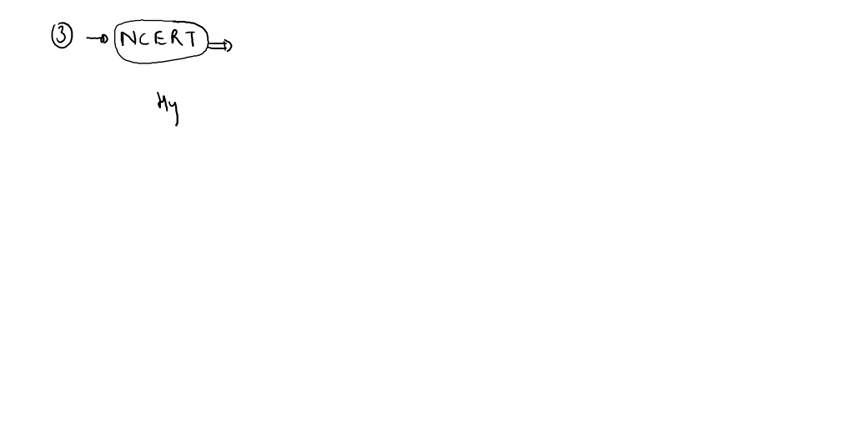 ③ → NCERT ⇒
Hy